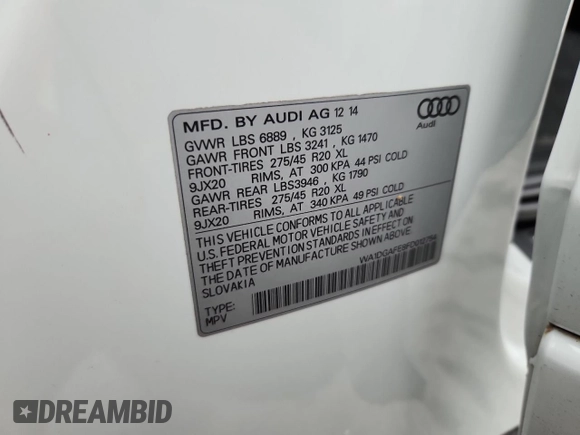 MFD. BY AUDI AG 12 14
Audi
GVWR LBS 6889 , KG 3125
GAWR FRONT LBS 3241, KG 1470
FRONT-TIRES 275/45 R20 XL
9JX20 RIMS, AT 300 KPA 44 PSI COLD
GAWR REAR LBS3946 , KG 1790
REAR-TIRES 275/45 R20 XL
9JX20 RIMS, AT 340 KPA 49 PSI COLD
THIS VEHICLE CONFORMS TO ALL APPLICABLE
U.S. FEDERAL MOTOR VEHICLE SAFETY AND
THEFT PREVENTION STANDARDS IN EFFECT ON
THE DATE OF MANUFACTURE SHOWN ABOVE.
SLOVAKIA
TYPE:
MPV
DREAMBID